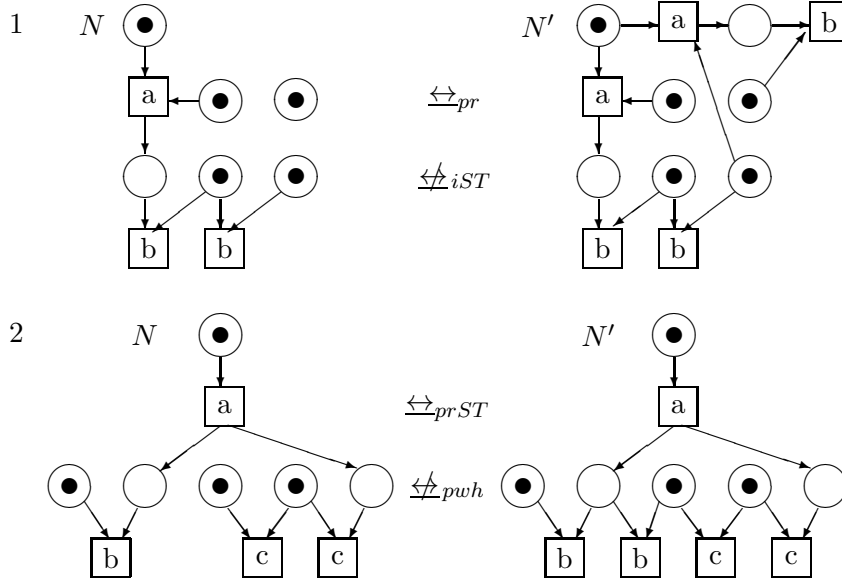 1 N N′ a b
a ↔pr a
↮iST
b b b b
2 N N′
a ↔prST a
↮pwh
b c c b b c c